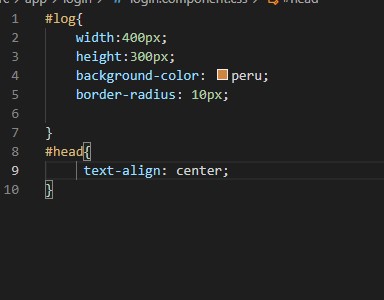 app > login > login.component.css > #head
1 #log{
2 width:400px;
3 height:300px;
4 background-color: peru;
5 border-radius: 10px;
6
7 }
8 #head{
9 text-align: center;
10 }